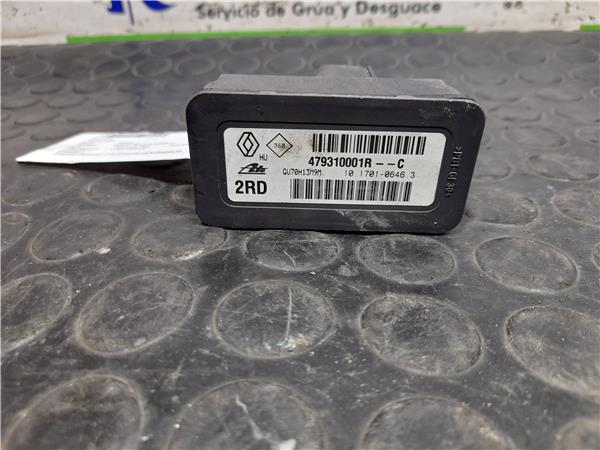 Servicio de Grúa y Desguace
368
HU
479310001R--C
2RD
GU70H13M9M.
10 1701-0646 3